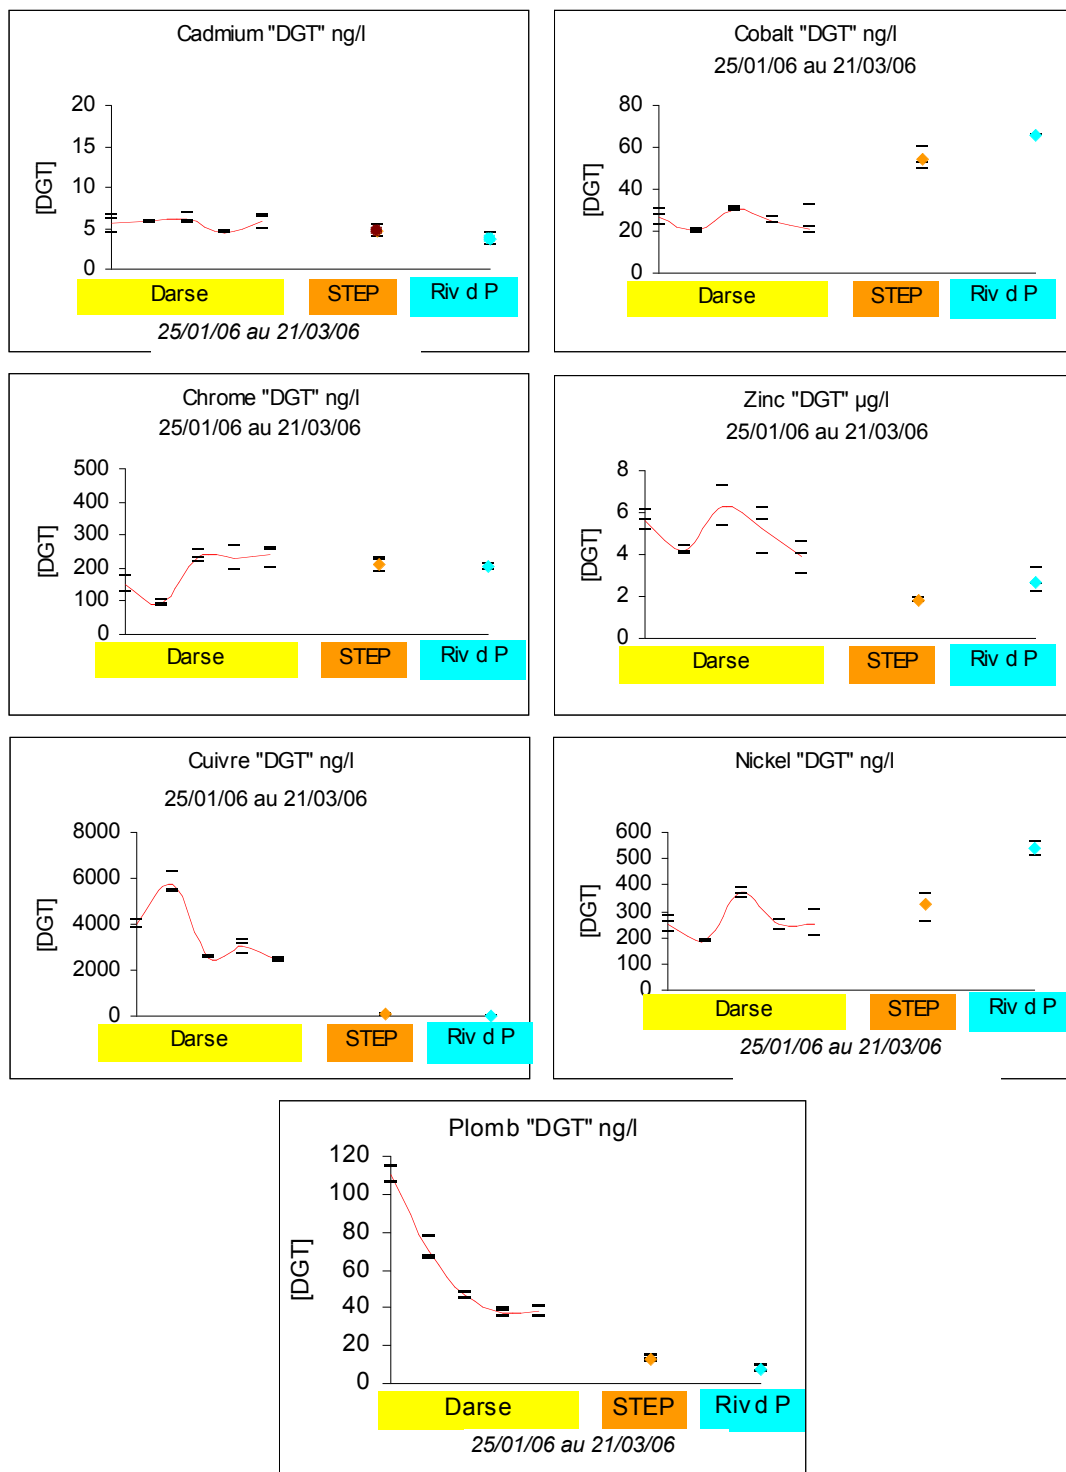 Cadmium "DGT" ng/l
20
15
10
5
0
[DGT]
Darse
STEP
Riv d P
25/01/06 au 21/03/06
Cobalt "DGT" ng/l
25/01/06 au 21/03/06
80
60
40
20
0
[DGT]
Darse
STEP
Riv d P
Chrome "DGT" ng/l
25/01/06 au 21/03/06
500
400
300
200
100
0
[DGT]
Darse
STEP
Riv d P
Zinc "DGT" µg/l
25/01/06 au 21/03/06
8
6
4
2
0
[DGT]
Darse
STEP
Riv d P
Cuivre "DGT" ng/l
25/01/06 au 21/03/06
8000
6000
4000
2000
0
[DGT]
Darse
STEP
Riv d P
Nickel "DGT" ng/l
600
500
400
300
200
100
0
[DGT]
Darse
STEP
Riv d P
25/01/06 au 21/03/06
Plomb "DGT" ng/l
120
100
80
60
40
20
0
[DGT]
Darse
STEP
Riv d P
25/01/06 au 21/03/06